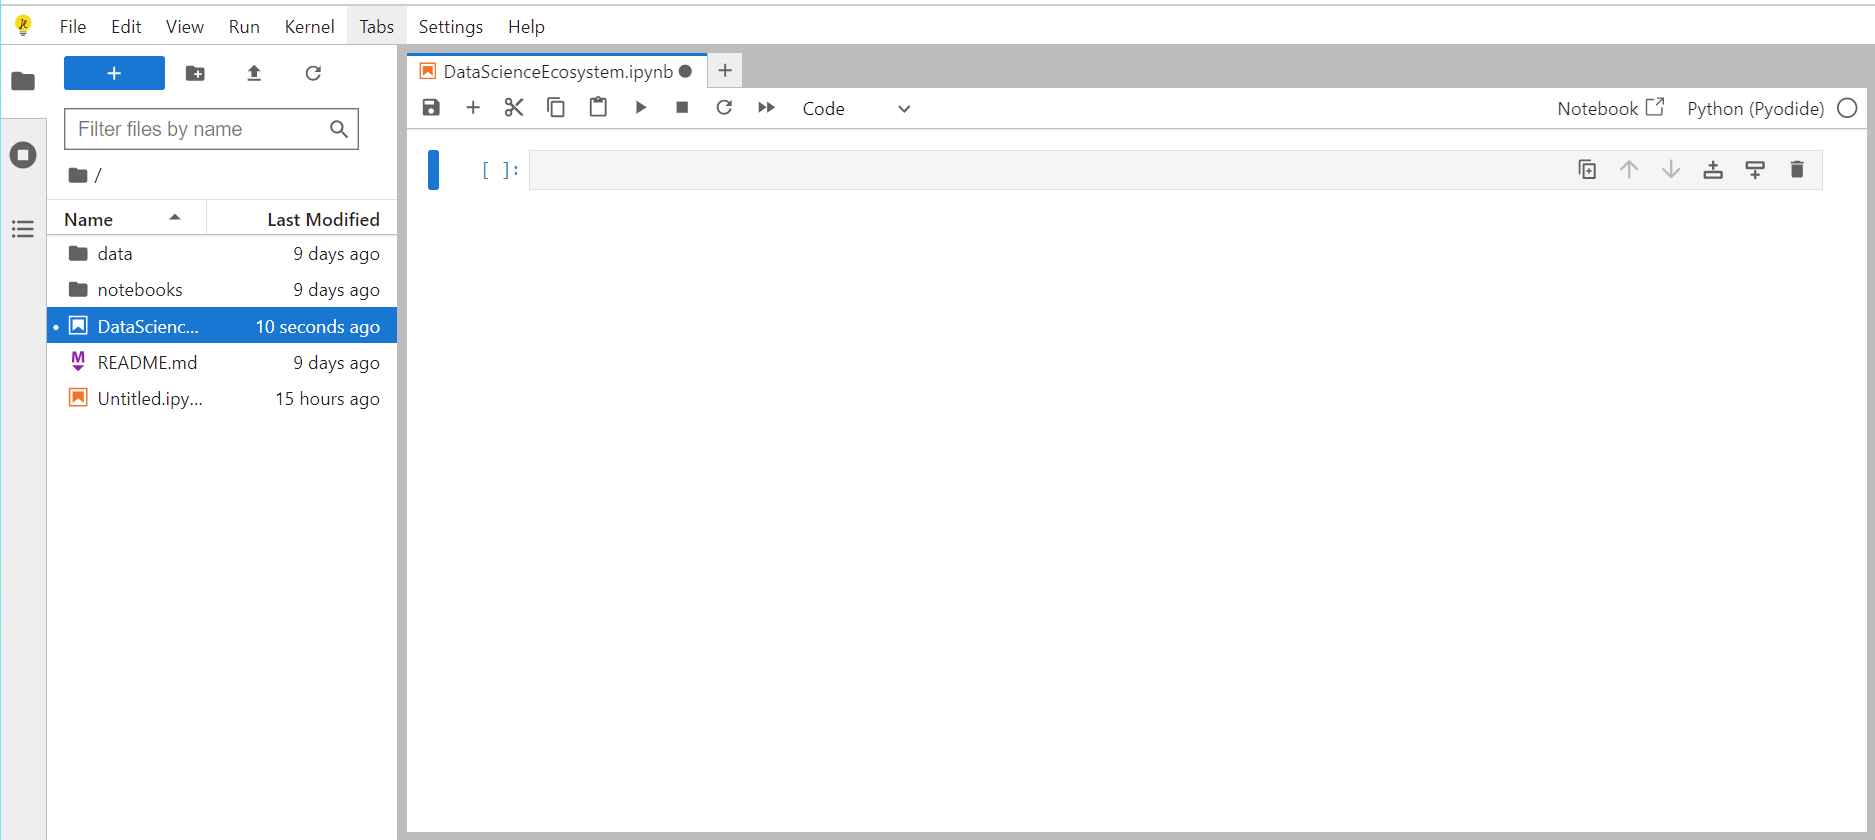 File Edit View Run Kernel Tabs Settings Help
DataScienceEcosystem.ipynb
Code
Notebook
Python (Pyodide)
Filter files by name
/
[ ]:
Name Last Modified
data 9 days ago
notebooks 9 days ago
DataScienc... 10 seconds ago
README.md 9 days ago
Untitled.ipy... 15 hours ago